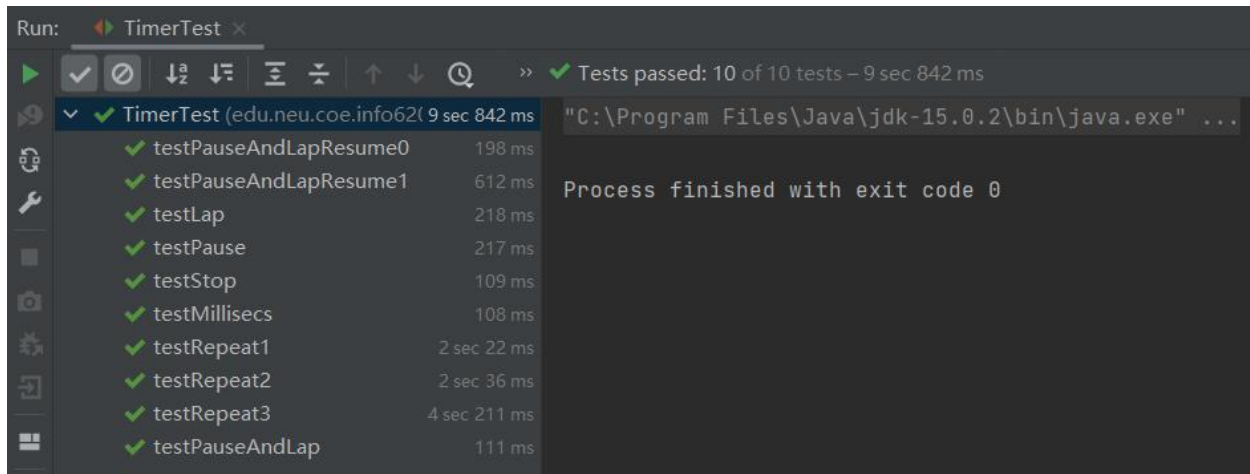 Run: TimerTest
Tests passed: 10 of 10 tests – 9 sec 842 ms
TimerTest (edu.neu.coe.info620 9 sec 842 ms
testPauseAndLapResume0 198 ms
testPauseAndLapResume1 612 ms
testLap 218 ms
testPause 217 ms
testStop 109 ms
testMillisecs 108 ms
testRepeat1 2 sec 22 ms
testRepeat2 2 sec 36 ms
testRepeat3 4 sec 211 ms
testPauseAndLap 111 ms
"C:\Program Files\Java\jdk-15.0.2\bin\java.exe" ...
Process finished with exit code 0